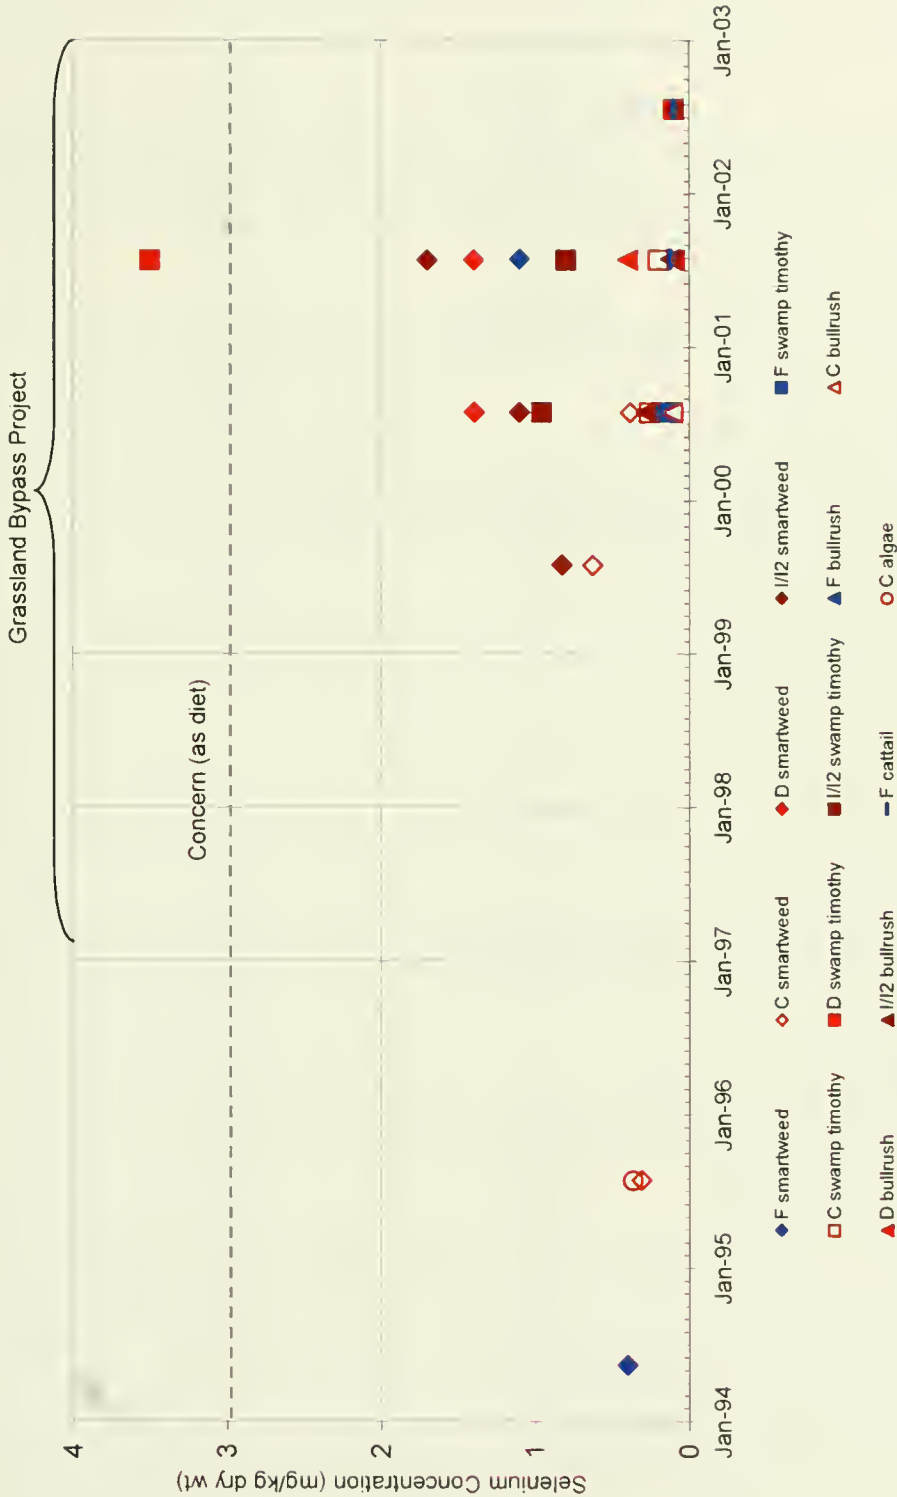 Grassland Bypass Project
Selenium Concentration (mg/kg dry wt)
4
3
2
1
0
Concern (as diet)
Jan-94
Jan-95
Jan-96
Jan-97
Jan-98
Jan-99
Jan-00
Jan-01
Jan-02
Jan-03
F smartweed
C smartweed
D smartweed
I/I2 smartweed
F swamp timothy
C swamp timothy
D swamp timothy
I/I2 swamp timothy
F bullrush
C bullrush
D bullrush
I/I2 bullrush
F cattail
C algae